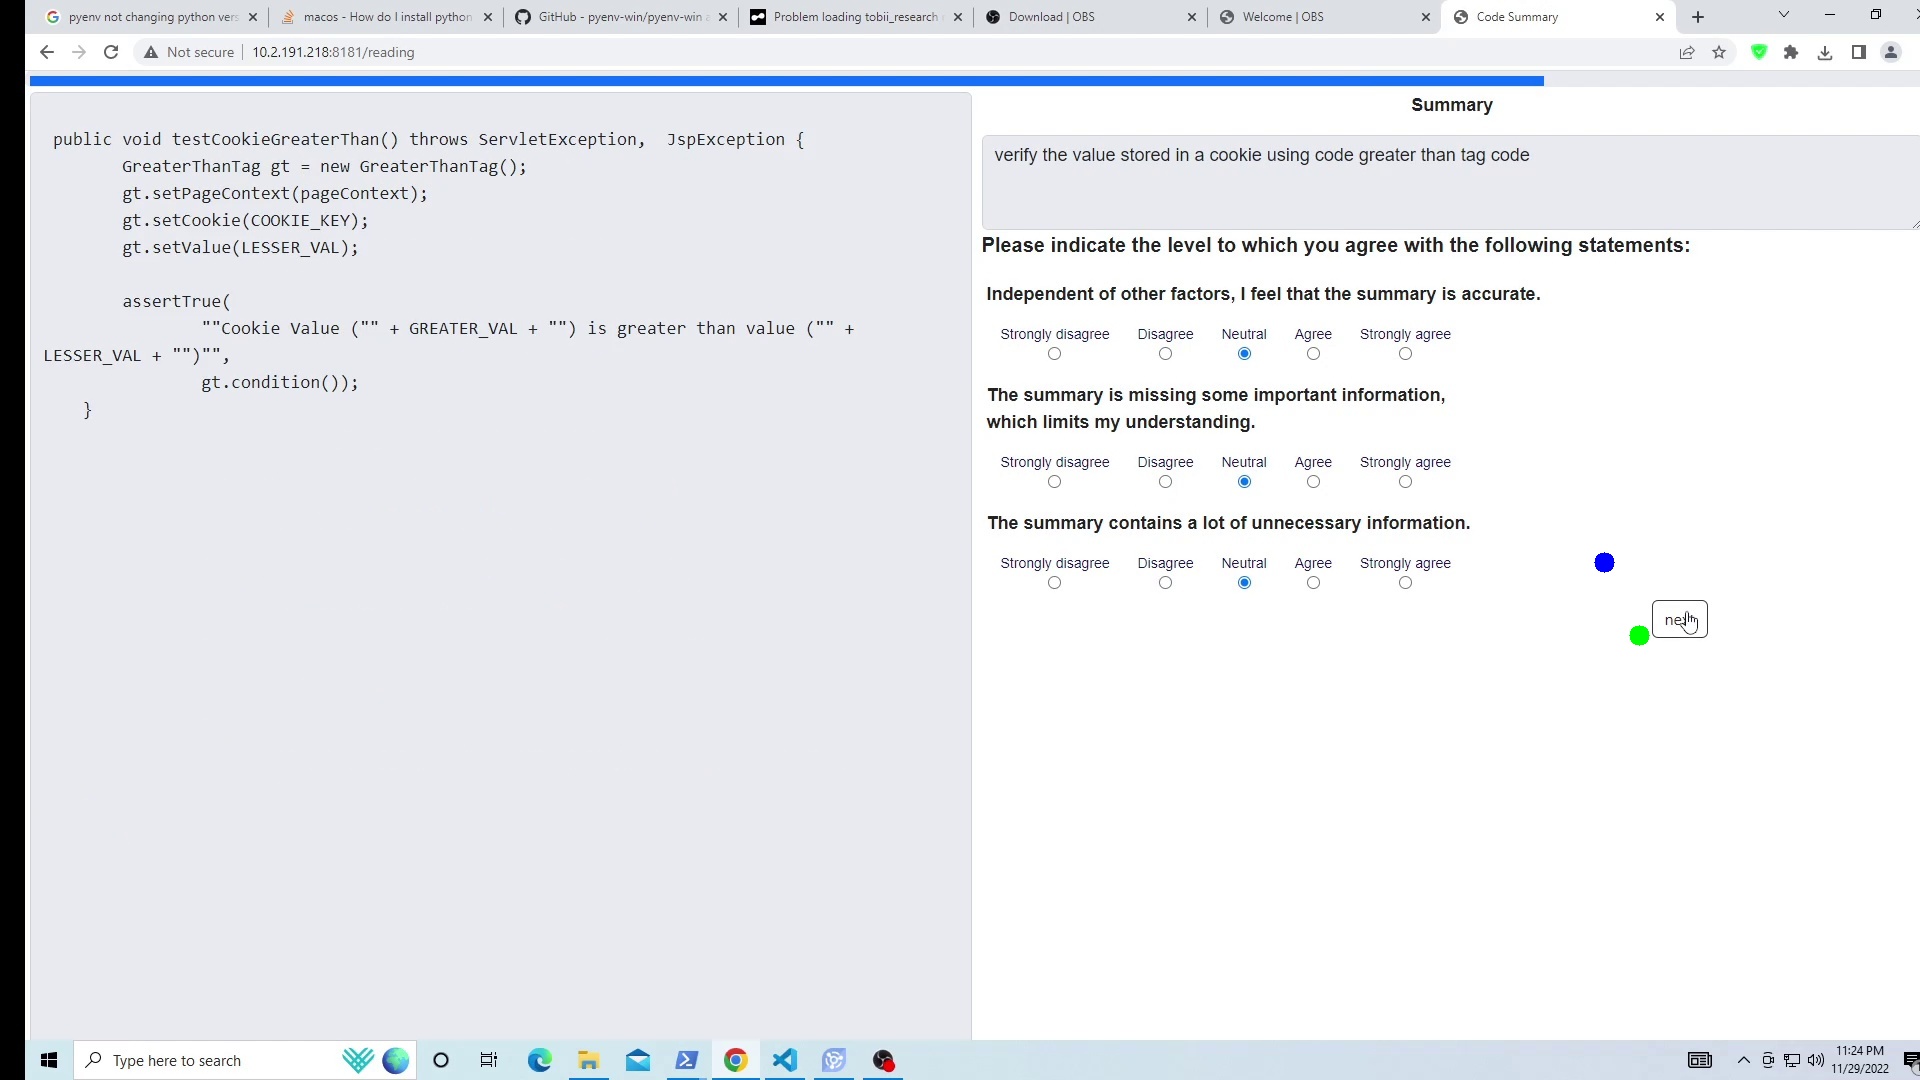 pyenv not changing python vers
macos - How do I install python
GitHub - pyenv-win/pyenv-win a
Problem loading tobii_research
Download | OBS
Welcome | OBS
Code Summary
Not secure
10.2.191.218:8181/reading
public void testCookieGreaterThan() throws ServletException,  JspException {
GreaterThanTag gt = new GreaterThanTag();
gt.setPageContext(pageContext);
gt.setCookie(COOKIE_KEY);
gt.setValue(LESSER_VAL);
assertTrue(
""Cookie Value ("" + GREATER_VAL + "") is greater than value ("" +
LESSER_VAL + "")"",
gt.condition());
}
Summary
verify the value stored in a cookie using code greater than tag code
Please indicate the level to which you agree with the following statements:
Independent of other factors, I feel that the summary is accurate.
Strongly disagree Disagree Neutral Agree Strongly agree
The summary is missing some important information,
which limits my understanding.
Strongly disagree Disagree Neutral Agree Strongly agree
The summary contains a lot of unnecessary information.
Strongly disagree Disagree Neutral Agree Strongly agree
Type here to search
11:24 PM
11/29/2022